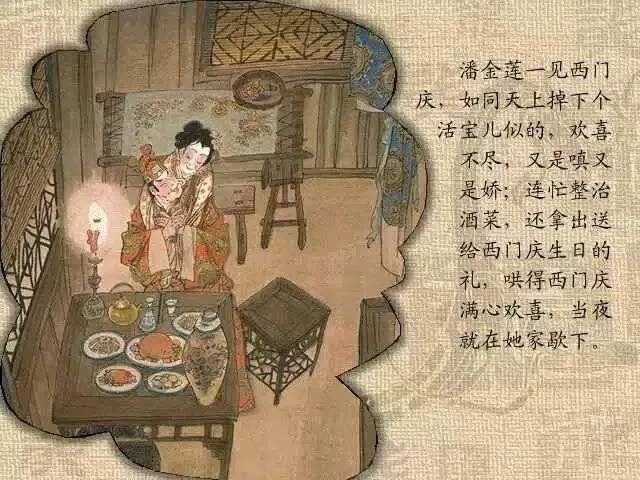 潘金莲一见西门
庆，如同天上掉下个
活宝儿似的，欢喜
不尽，又是嗔又
是娇；连忙整治
酒菜，还拿出送
给西门庆生日的
礼，哄得西门庆
满心欢喜，当夜
就在她家歇下。